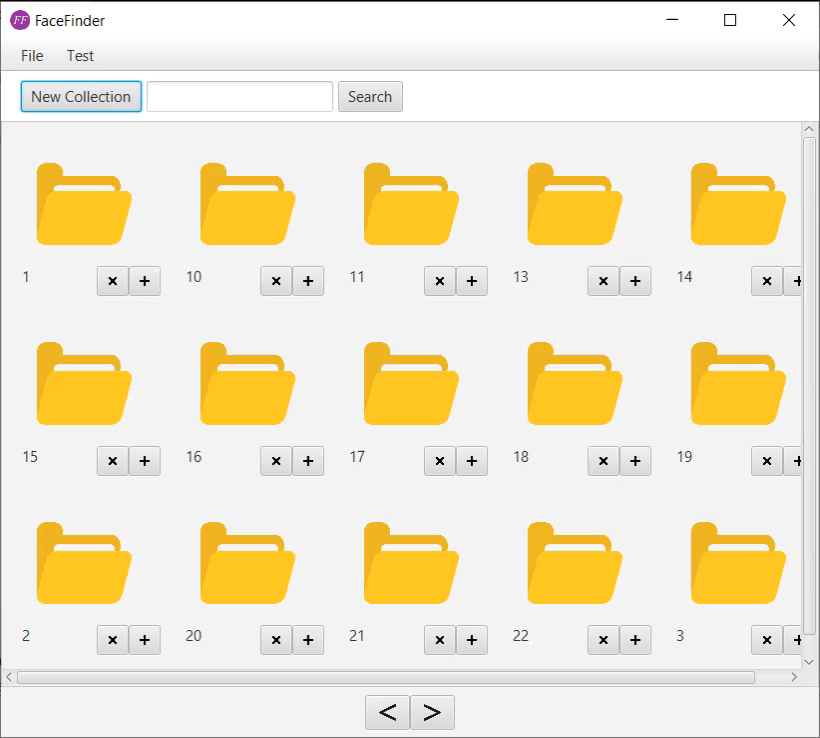 FF FaceFinder
File Test
New Collection Search
1 × + 10 × + 11 × + 13 × + 14 × +
15 × + 16 × + 17 × + 18 × + 19 × +
2 × + 20 × + 21 × + 22 × + 3 × +
< >